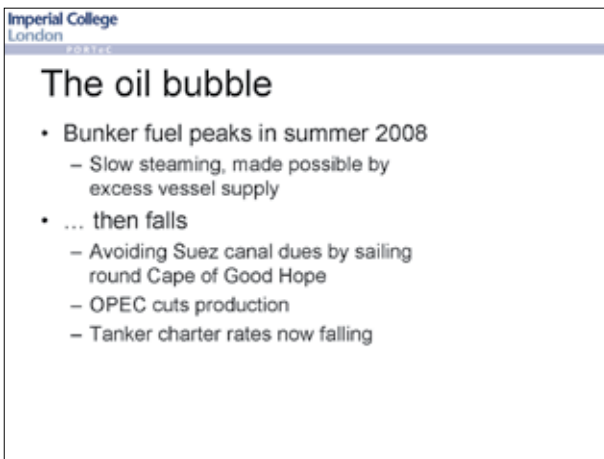 Imperial College
London
PORTeC
The oil bubble
• Bunker fuel peaks in summer 2008
– Slow steaming, made possible by
excess vessel supply
• ... then falls
– Avoiding Suez canal dues by sailing
round Cape of Good Hope
– OPEC cuts production
– Tanker charter rates now falling